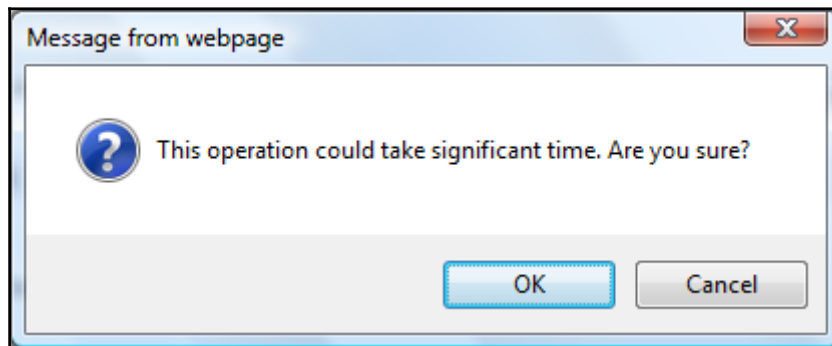 Message from webpage
This operation could take significant time. Are you sure?
OK
Cancel